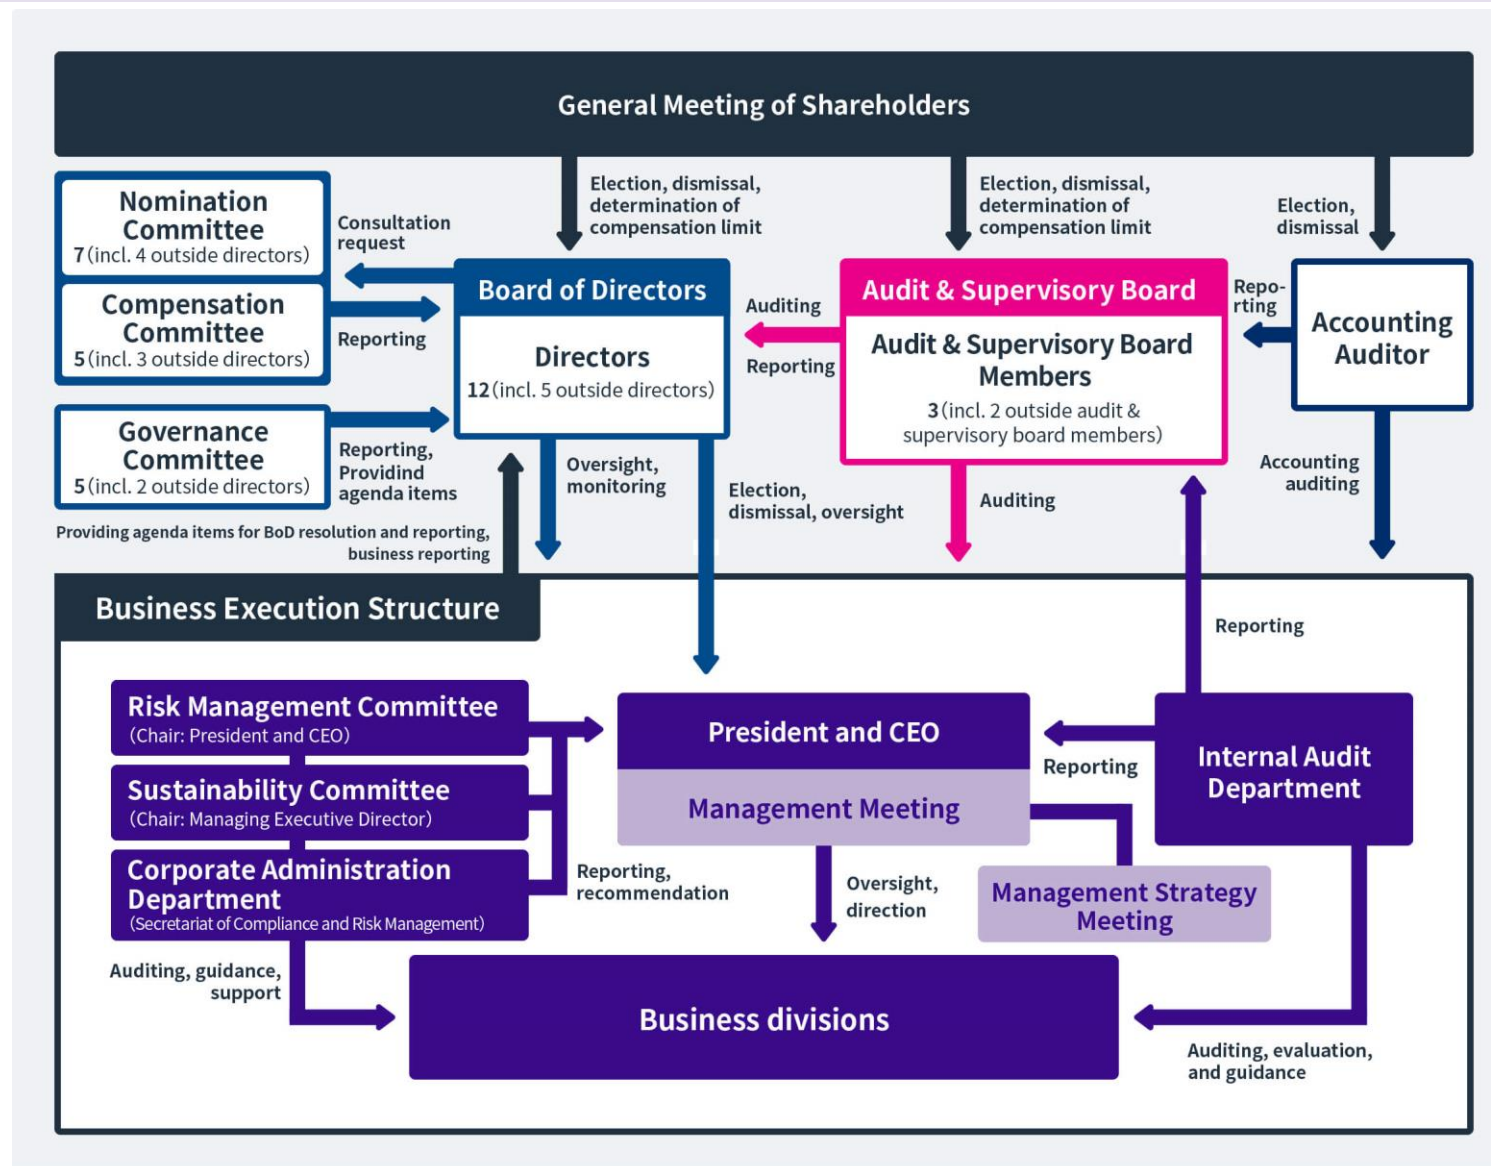 General Meeting of Shareholders
Election, dismissal,
determination of
compensation limit
Election, dismissal,
determination of
compensation limit
Election,
dismissal
Nomination
Committee
7 (incl. 4 outside directors)
Compensation
Committee
5 (incl. 3 outside directors)
Governance
Committee
5 (incl. 2 outside directors)
Consultation
request
Reporting
Reporting,
Providind
agenda items
Board of Directors
Directors
12 (incl. 5 outside directors)
Auditing
Reporting
Audit & Supervisory Board
Audit & Supervisory Board
Members
3 (incl. 2 outside audit &
supervisory board members)
Repo-
rting
Accounting
Auditor
Providing agenda items for BoD resolution and reporting,
business reporting
Oversight,
monitoring
Election,
dismissal, oversight
Auditing
Accounting
auditing
Business Execution Structure
Reporting
Risk Management Committee
(Chair: President and CEO)
Sustainability Committee
(Chair: Managing Executive Director)
Corporate Administration
Department
(Secretariat of Compliance and Risk Management)
Reporting,
recommendation
President and CEO
Management Meeting
Reporting
Internal Audit
Department
Oversight,
direction
Management Strategy
Meeting
Auditing, guidance,
support
Business divisions
Auditing, evaluation,
and guidance